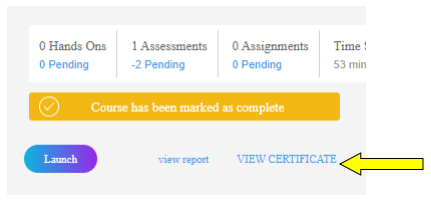 0 Hands Ons 1 Assessments 0 Assignments Time
0 Pending -2 Pending 0 Pending 53 min
Course has been marked as complete
Launch view report VIEW CERTIFICATE